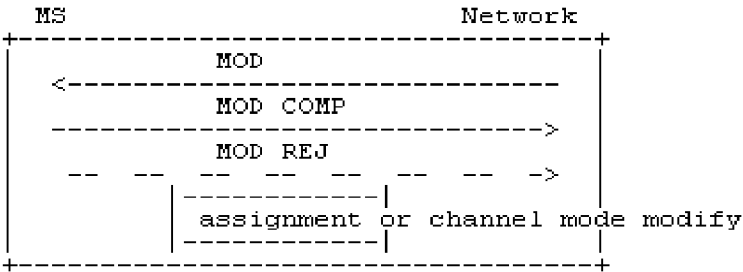 MS Network
MOD
MOD COMP
MOD REJ
assignment or channel mode modify